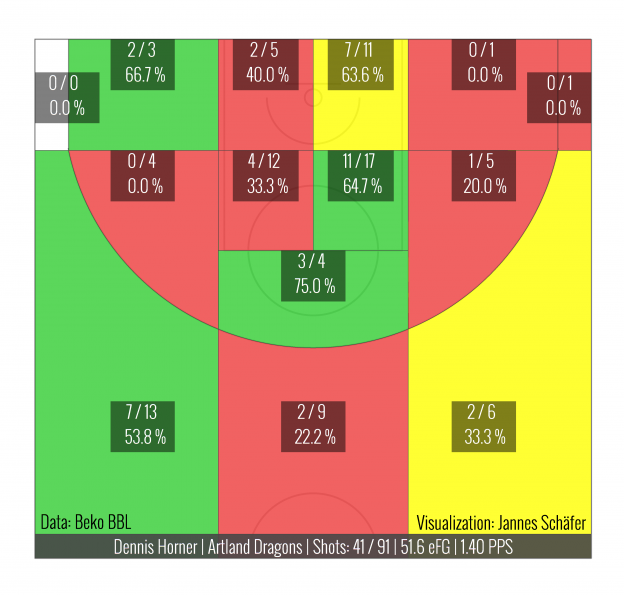 2 / 3
66.7 %
2 / 5
40.0 %
7 / 11
63.6 %
0 / 1
0.0 %
0 / 0
0.0 %
0 / 1
0.0 %
0 / 4
0.0 %
4 / 12
33.3 %
11 / 17
64.7 %
1 / 5
20.0 %
3 / 4
75.0 %
7 / 13
53.8 %
2 / 9
22.2 %
2 / 6
33.3 %
Data: Beko BBL
Visualization: Jannes Schäfer
Dennis Horner | Artland Dragons | Shots: 41 / 91 | 51.6 eFG | 1.40 PPS